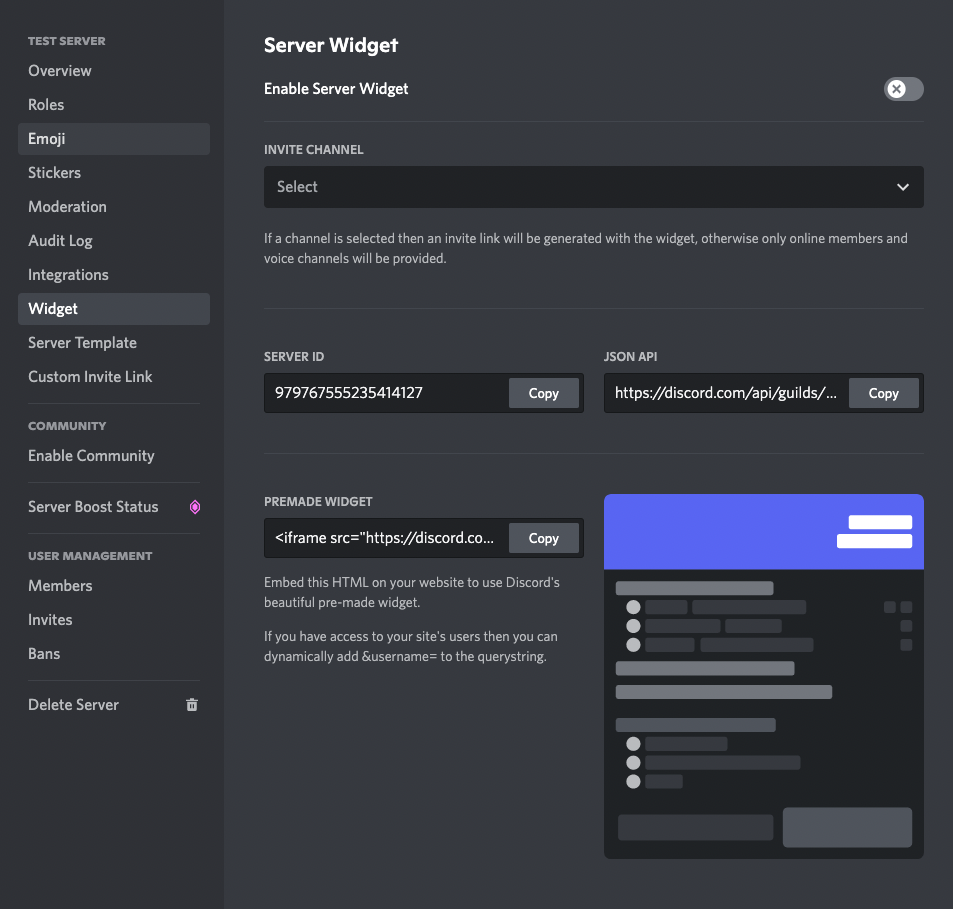 TEST SERVER
Overview
Roles
Emoji
Stickers
Moderation
Audit Log
Integrations
Widget
Server Template
Custom Invite Link
COMMUNITY
Enable Community
Server Boost Status
USER MANAGEMENT
Members
Invites
Bans
Delete Server
Server Widget
Enable Server Widget
INVITE CHANNEL
Select
If a channel is selected then an invite link will be generated with the widget, otherwise only online members and
voice channels will be provided.
SERVER ID
979767555235414127
Copy
JSON API
https://discord.com/api/guilds/...
Copy
PREMADE WIDGET
<iframe src="https://discord.co...
Copy
Embed this HTML on your website to use Discord's
beautiful pre-made widget.
If you have access to your site's users then you can
dynamically add &username= to the querystring.